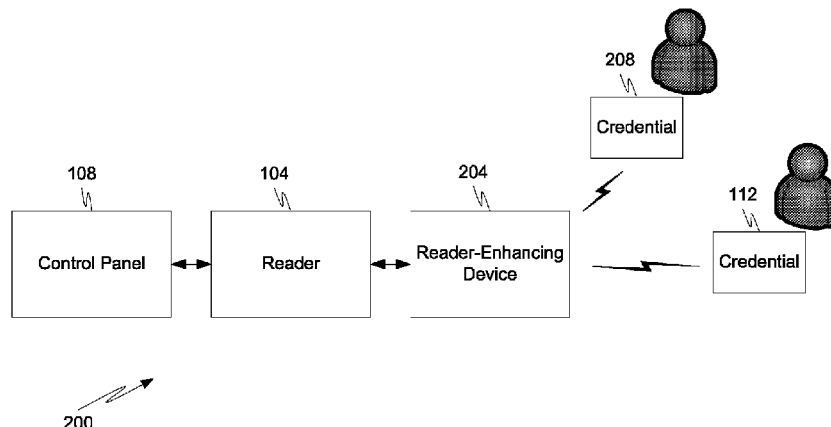 208
Credential
108
104
204
112
Control Panel
Reader
Reader-Enhancing
Device
Credential
200